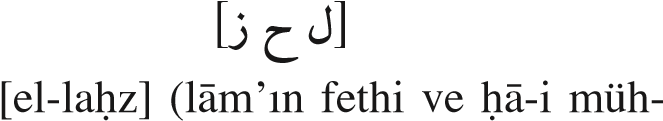 [ل ح ز]
[el-laḥz] (lām’ın fethi ve ḥā-i müh-